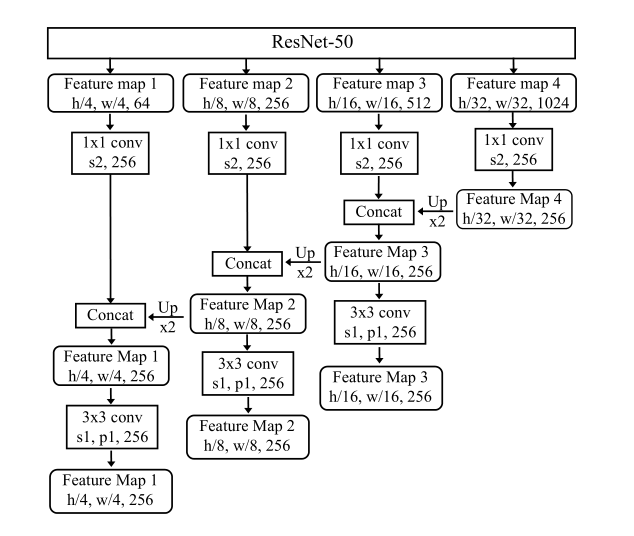 ResNet-50
Feature map 1
h/4, w/4, 64
Feature map 2
h/8, w/8, 256
Feature map 3
h/16, w/16, 512
Feature map 4
h/32, w/32, 1024
1x1 conv
s2, 256
1x1 conv
s2, 256
1x1 conv
s2, 256
1x1 conv
s2, 256
Concat
Up
x2
Feature Map 4
h/32, w/32, 256
Concat
Up
x2
Feature Map 3
h/16, w/16, 256
Concat
Up
x2
Feature Map 2
h/8, w/8, 256
3x3 conv
s1, p1, 256
Feature Map 1
h/4, w/4, 256
3x3 conv
s1, p1, 256
Feature Map 3
h/16, w/16, 256
3x3 conv
s1, p1, 256
Feature Map 2
h/8, w/8, 256
Feature Map 1
h/4, w/4, 256